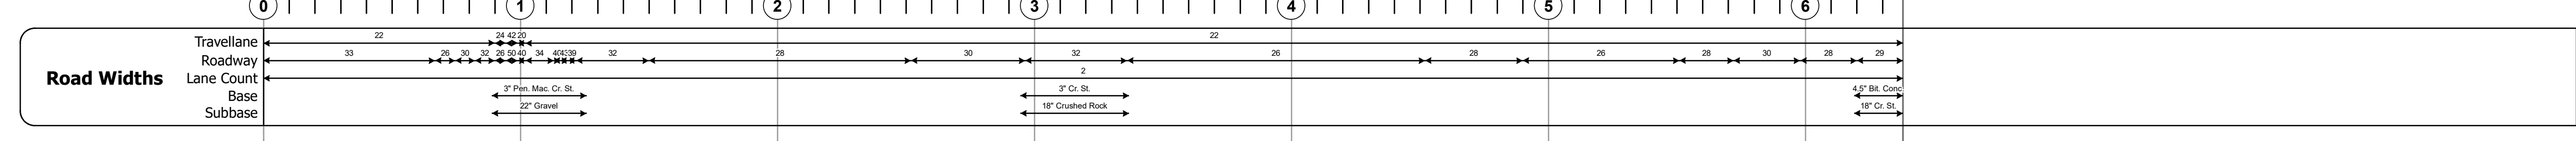 0 1 2 3 4 5 6
Travellane 22 24 42 20 22
Roadway 33 26 30 32 26 50 40 34 40 43 39 32 28 30 32 26 28 26 28 30 28 29
Road Widths
Lane Count 2
Base 3" Pen. Mac. Cr. St. 3" Cr. St. 4.5" Bit. Conc
Subbase 22" Gravel 18" Crushed Rock 18" Cr. St.